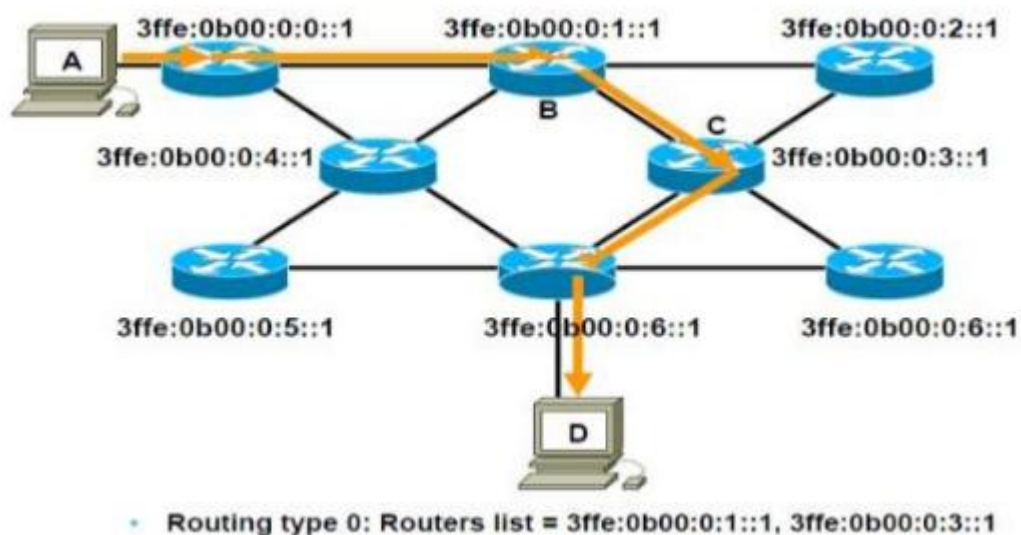 3ffe:0b00:0:0::1 3ffe:0b00:0:1::1 3ffe:0b00:0:2::1
A
B
C
3ffe:0b00:0:4::1 3ffe:0b00:0:3::1
3ffe:0b00:0:5::1 3ffe:0b00:0:6::1 3ffe:0b00:0:6::1
D
• Routing type 0: Routers list = 3ffe:0b00:0:1::1, 3ffe:0b00:0:3::1